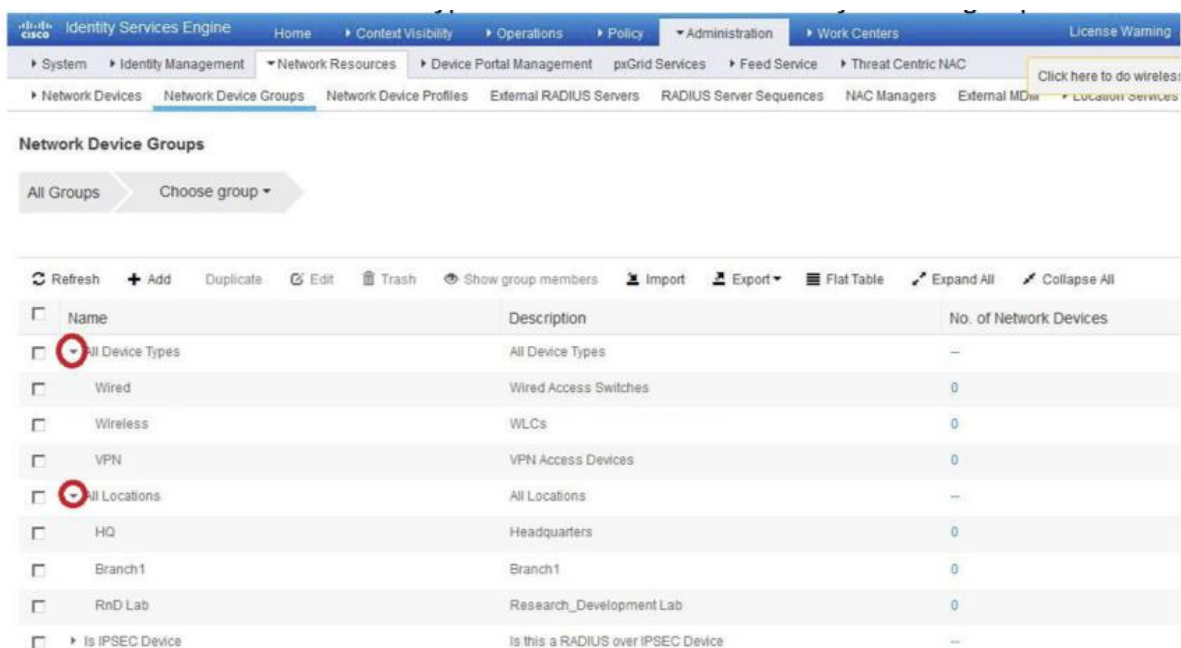 cisco Identity Services Engine Home Context Visibility Operations Policy Administration Work Centers License Warning
System Identity Management Network Resources Device Portal Management pxGrid Services Feed Service Threat Centric NAC Click here to do wireless
Network Devices Network Device Groups Network Device Profiles External RADIUS Servers RADIUS Server Sequences NAC Managers External MDM Location Services
Network Device Groups
All Groups Choose group
Refresh Add Duplicate Edit Trash Show group members Import Export Flat Table Expand All Collapse All
Name Description No. of Network Devices
All Device Types All Device Types --
Wired Wired Access Switches 0
Wireless WLCs 0
VPN VPN Access Devices 0
All Locations All Locations --
HQ Headquarters 0
Branch1 Branch1 0
RnD Lab Research_Development Lab 0
Is IPSEC Device Is this a RADIUS over IPSEC Device --